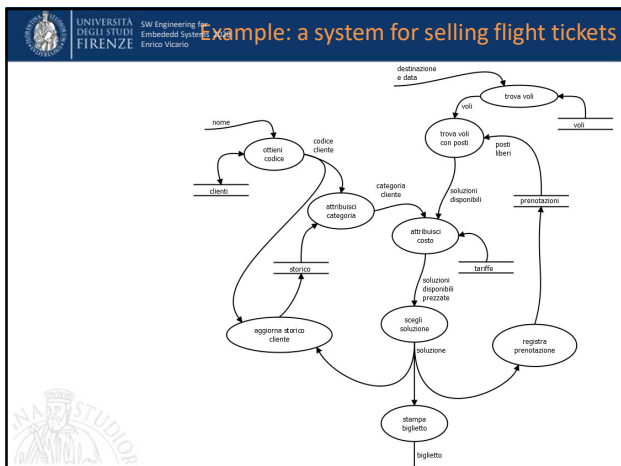 UNIVERSITÀ
DEGLI STUDI
FIRENZE
SW Engineering for
Embededd Systems
Enrico Vicario
Example: a system for selling flight tickets
destinazione
e data
trova voli
voli
voli
nome
ottieni
codice
codice
cliente
trova voli
con posti
posti
liberi
clienti
categoria
cliente
soluzioni
disponibili
prenotazioni
attribuisci
categoria
attribuisci
costo
storico
tariffe
soluzioni
disponibili
prezzate
scegli
soluzione
aggiorna storico
cliente
soluzione
registra
prenotazione
stampa
biglietto
biglietto